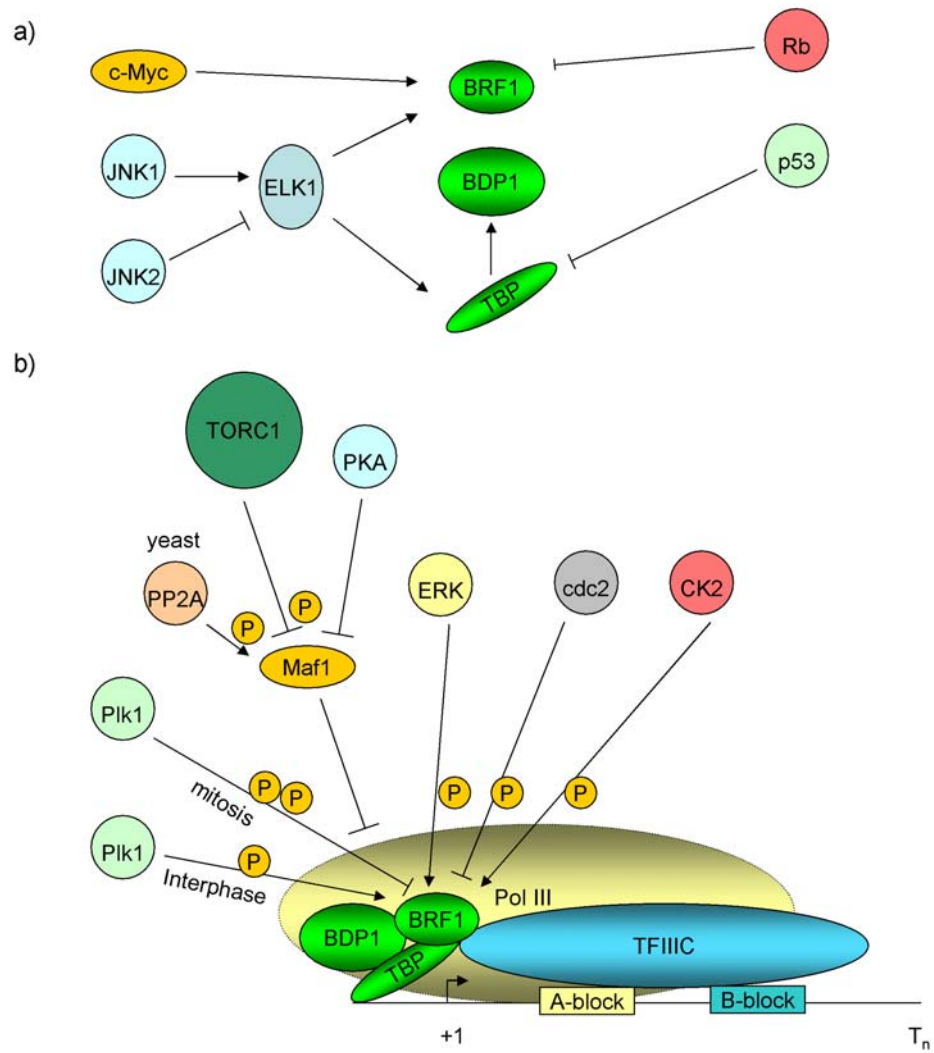 a)
c-Myc
BRF1
Rb
JNK1
ELK1
BDP1
p53
JNK2
TBP
b)
TORC1
PKA
yeast
PP2A
P
P
ERK
cdc2
CK2
Maf1
Plk1
mitosis
P
P
P
P
P
Plk1
P
Interphase
Pol III
BRF1
BDP1
TFIIIC
TBP
A-block
B-block
+1
Tn